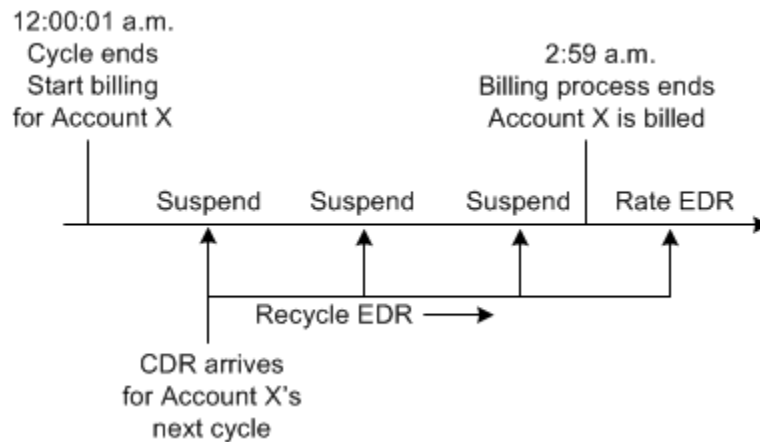 12:00:01 a.m.
Cycle ends
Start billing
for Account X
2:59 a.m.
Billing process ends
Account X is billed
Suspend
Suspend
Suspend
Rate EDR
Recycle EDR
CDR arrives
for Account X's
next cycle